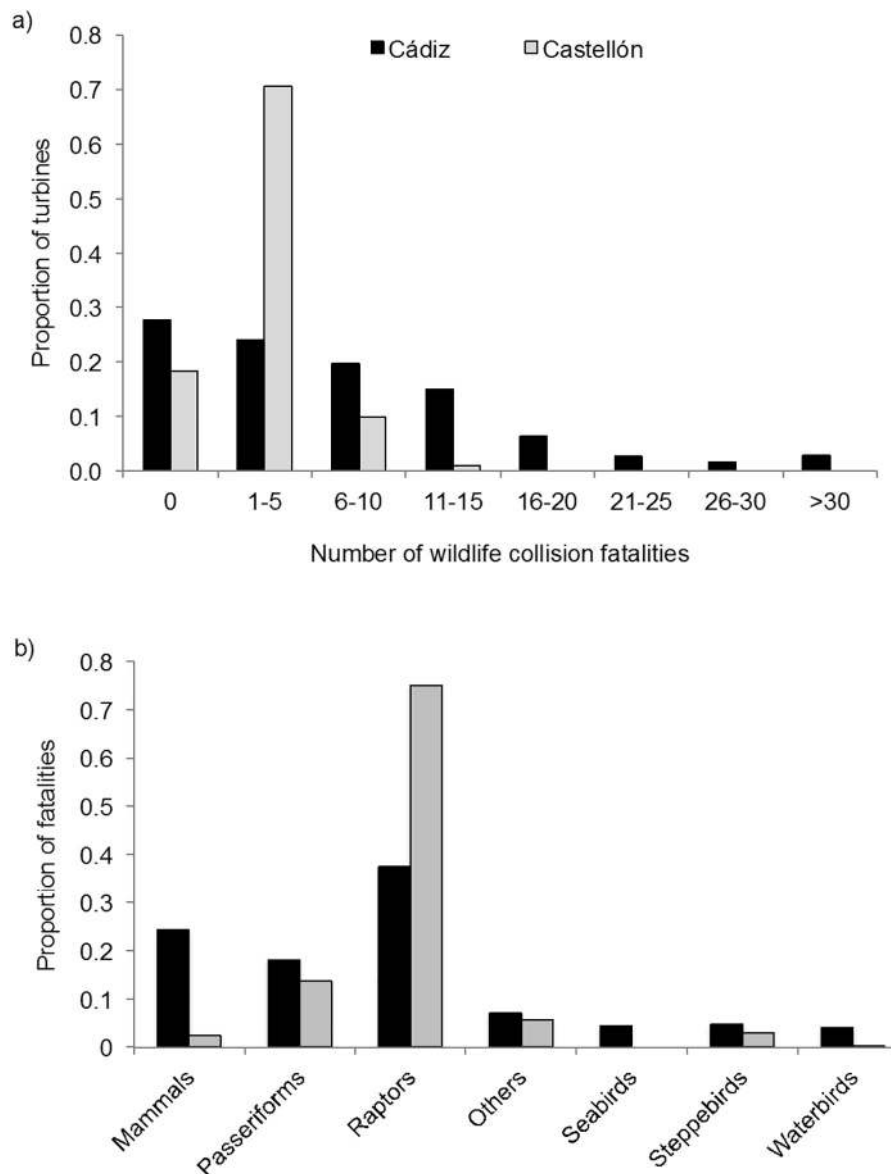 a)
0.8
0.7
0.6
0.5
0.4
0.3
0.2
0.1
0.0
Proportion of turbines
Cádiz Castellón
0 1-5 6-10 11-15 16-20 21-25 26-30 >30
Number of wildlife collision fatalities
b)
0.8
0.7
0.6
0.5
0.4
0.3
0.2
0.1
0
Proportion of fatalities
Mammals Passeriforms Raptors Others Seabirds Steppebirds Waterbirds